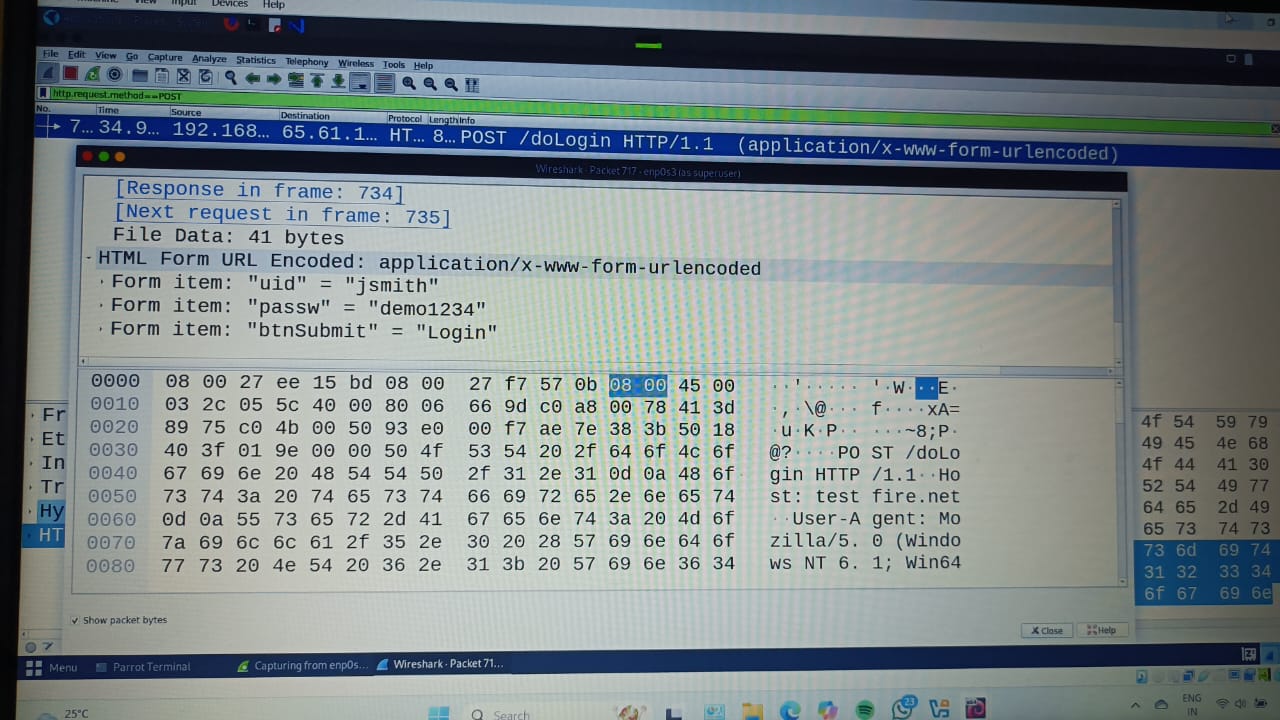 View Input Devices Help
File Edit View Go Capture Analyze Statistics Telephony Wireless Tools Help
http.request.method==POST
No. Time Source Destination Protocol Length Info
7… 34.9… 192.168… 65.61.1… HT… 8… POST /doLogin HTTP/1.1 (application/x-www-form-urlencoded)
Wireshark · Packet 717 · enp0s3 (as superuser)
[Response in frame: 734]
[Next request in frame: 735]
File Data: 41 bytes
HTML Form URL Encoded: application/x-www-form-urlencoded
Form item: "uid" = "jsmith"
Form item: "passw" = "demo1234"
Form item: "btnSubmit" = "Login"
0000 08 00 27 ee 15 bd 08 00 27 f7 57 0b 08 00 45 00 ··'····· '·W···E·
0010 03 2c 05 5c 40 00 80 06 66 9d c0 a8 00 78 41 3d ·,·\@··· f····xA=
0020 89 75 c0 4b 00 50 93 e0 00 f7 ae 7e 38 3b 50 18 ·u·K·P·· ···~8;P·
0030 40 3f 01 9e 00 00 50 4f 53 54 20 2f 64 6f 4c 6f @?····PO ST /doLo
0040 67 69 6e 20 48 54 54 50 2f 31 2e 31 0d 0a 48 6f gin HTTP /1.1··Ho
0050 73 74 3a 20 74 65 73 74 66 69 72 65 2e 6e 65 74 st: test fire.net
0060 0d 0a 55 73 65 72 2d 41 67 65 6e 74 3a 20 4d 6f ··User-A gent: Mo
0070 7a 69 6c 6c 61 2f 35 2e 30 20 28 57 69 6e 64 6f zilla/5. 0 (Windo
0080 77 73 20 4e 54 20 36 2e 31 3b 20 57 69 6e 36 34 ws NT 6. 1; Win64
Fr
Et
In
Tr
Hy
HT
4f 54 59 79
49 45 4e 68
4f 44 41 30
52 54 49 77
64 65 2d 49
65 73 74 73
73 6d 69 74
31 32 33 34
6f 67 69 6e
Show packet bytes
Close Help
Menu Parrot Terminal Capturing from enp0s… Wireshark · Packet 71…
25°C
Search
23
ENG
IN